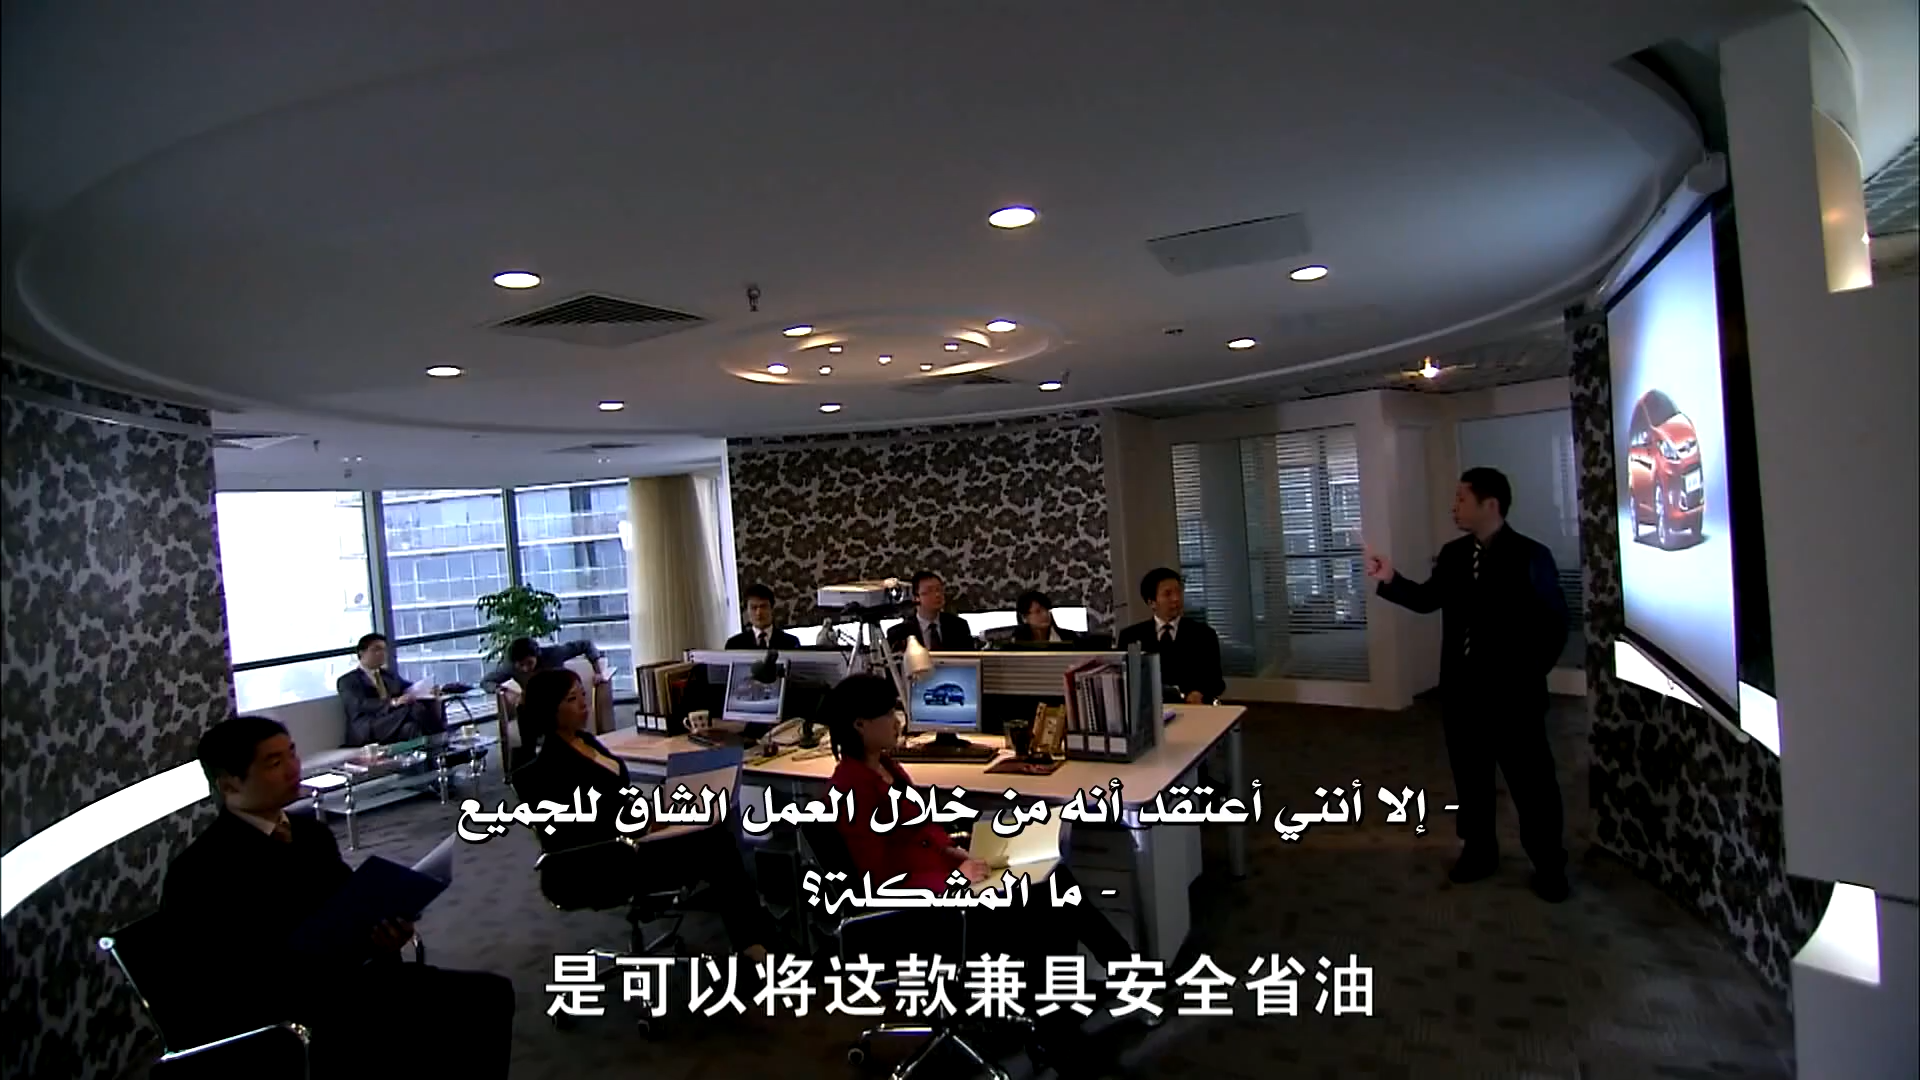 - إلا أنني أعتقد أنه من خلال العمل الشاق للجميع
- ما المشكلة؟
是可以将这款兼具安全省油